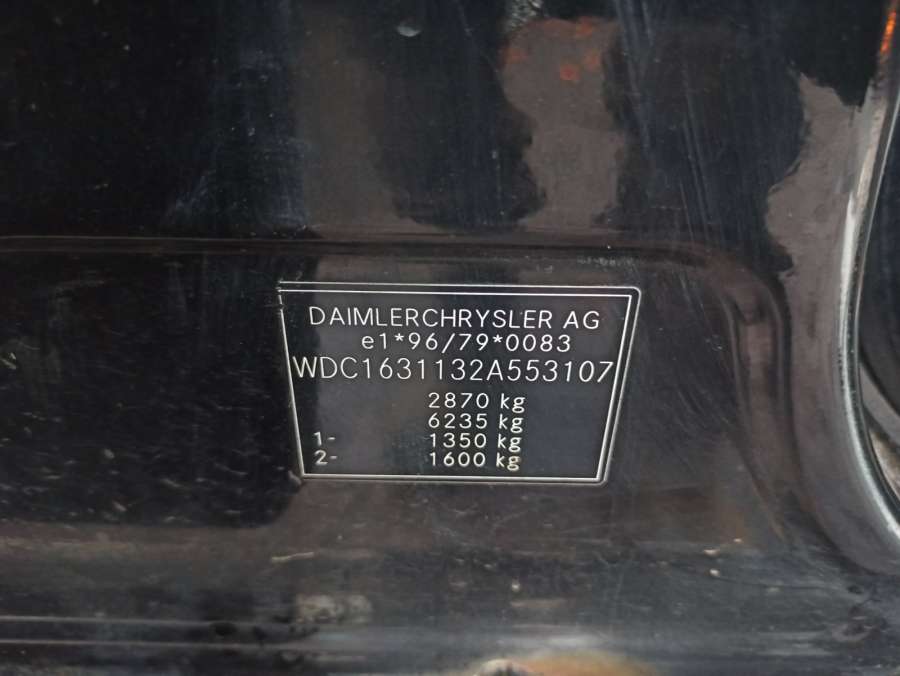 DAIMLERCHRYSLER AG
e1*96/79*0083
WDC1631132A553107
2870 kg
6235 kg
1- 1350 kg
2- 1600 kg